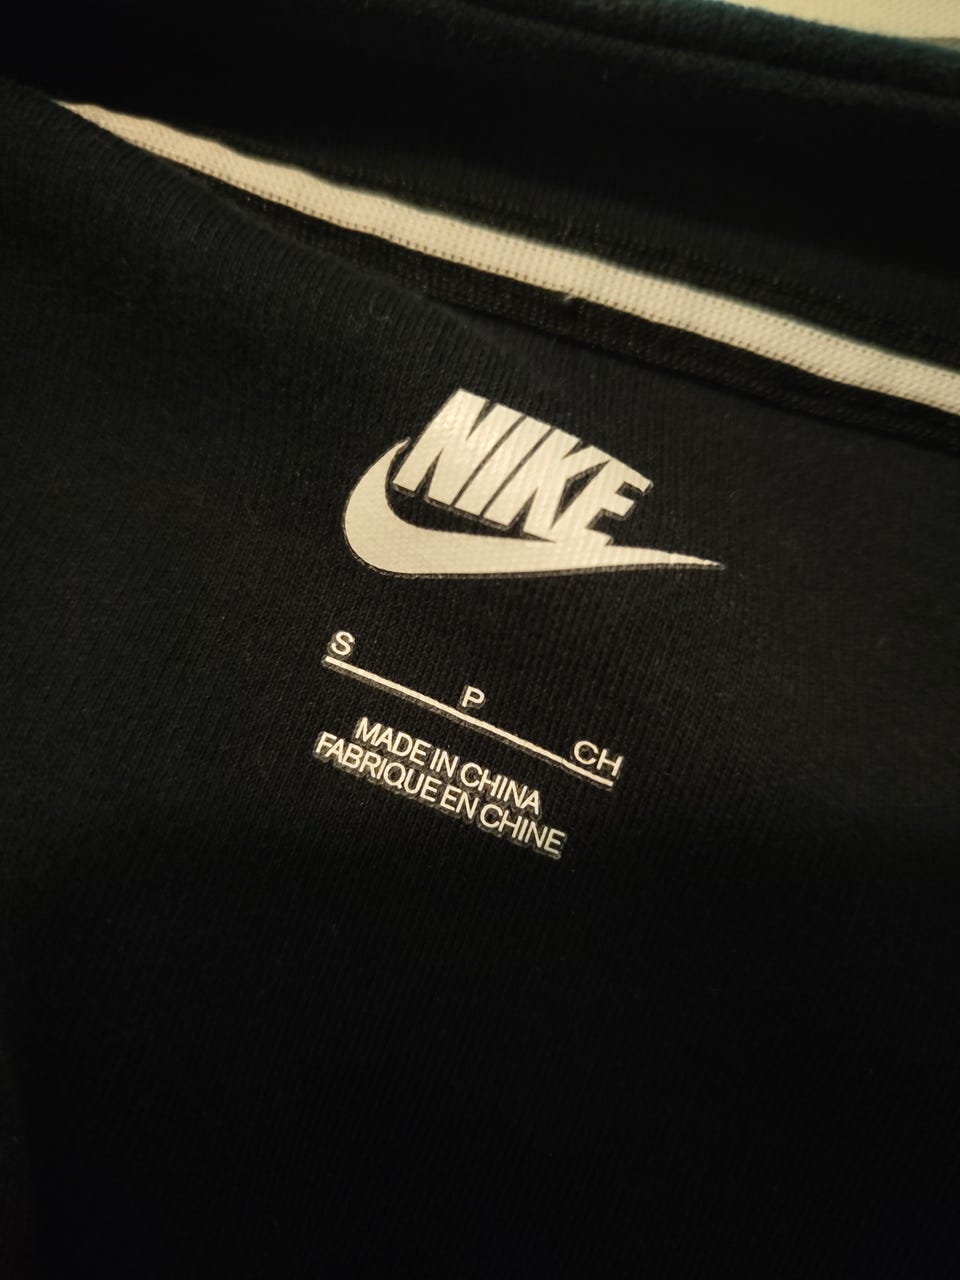 NIKE
S P CH
MADE IN CHINA
FABRIQUE EN CHINE